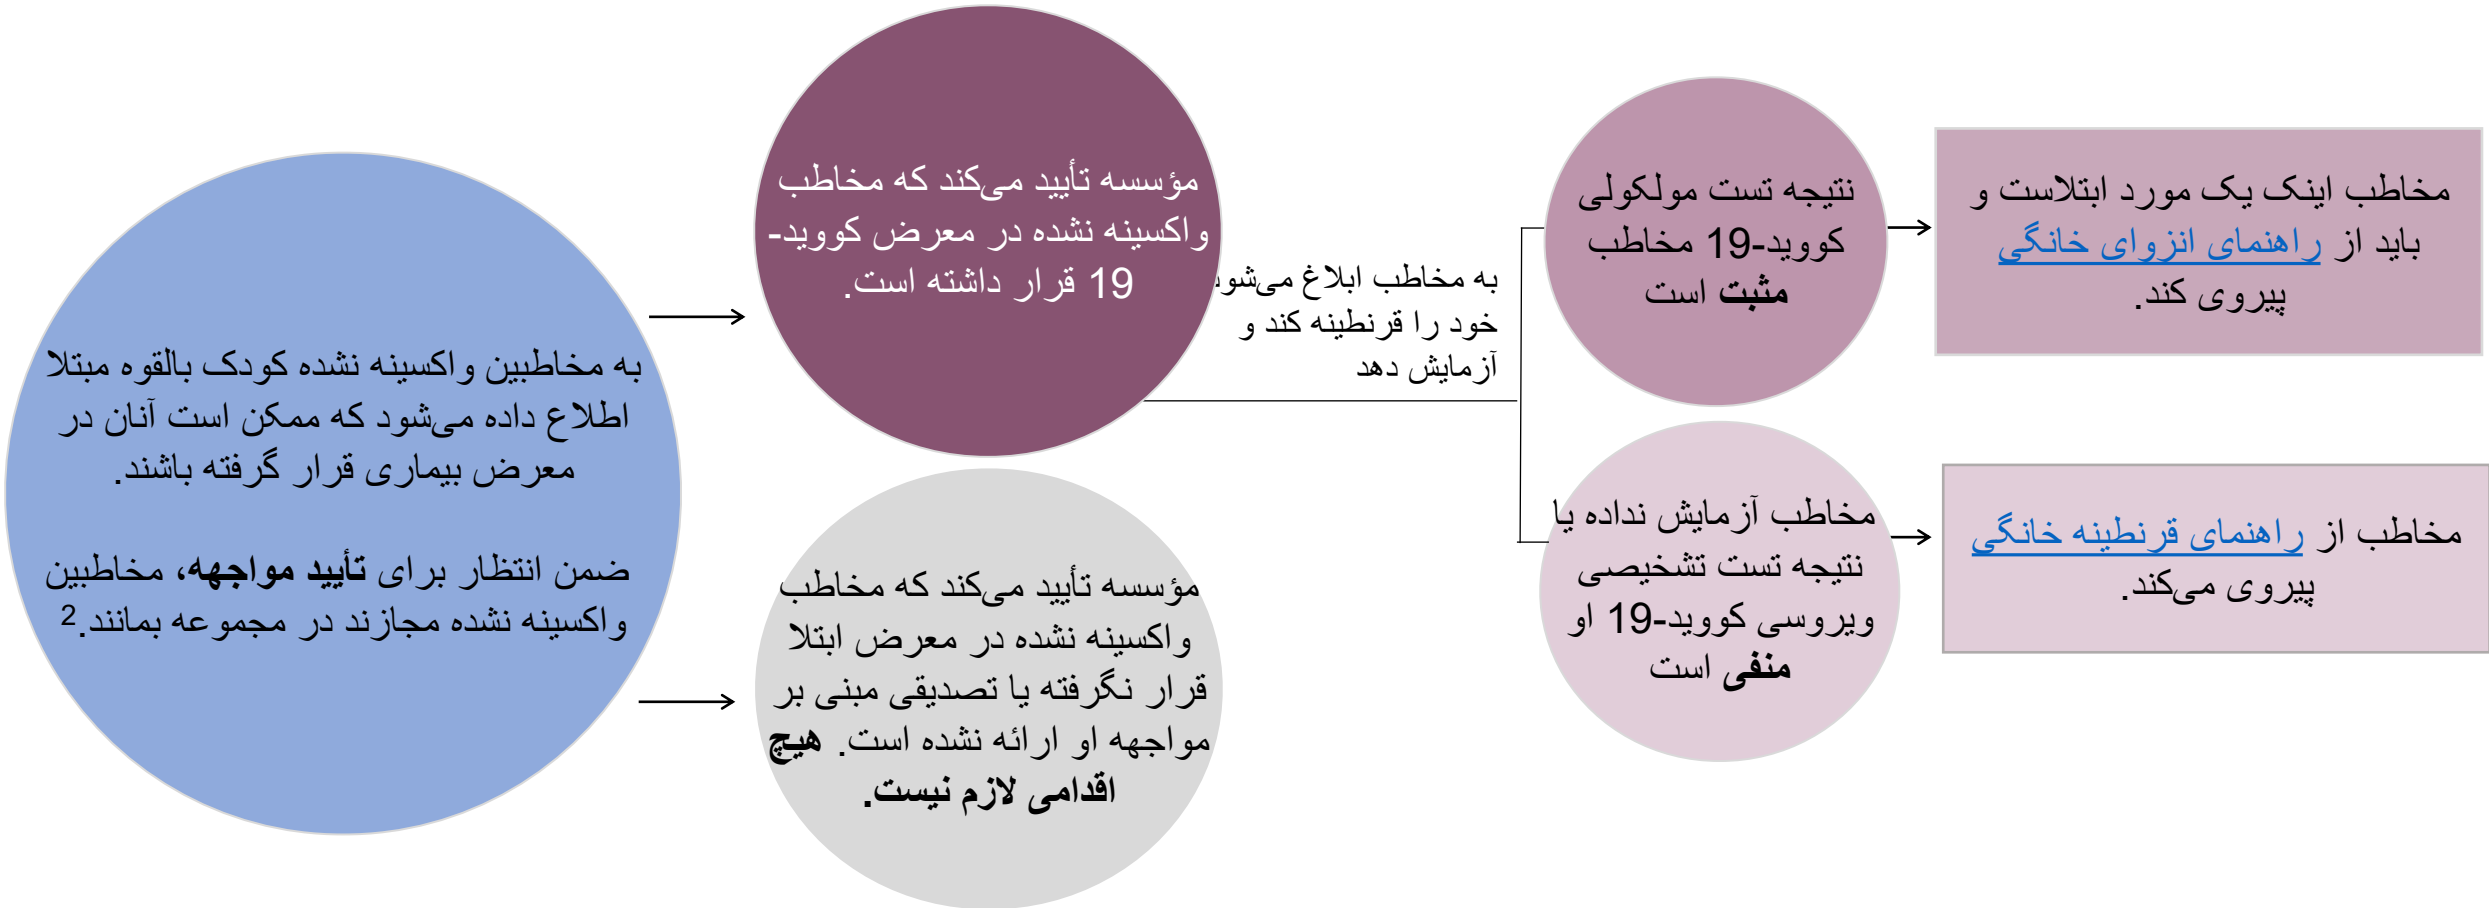 به مخاطبین واکسینه نشده کودک بالقوه مبتلا
اطلاع داده می‌شود که ممکن است آنان در
معرض بیماری قرار گرفته باشند.
ضمن انتظار برای تأیید مواجهه، مخاطبین
واکسینه نشده مجازند در مجموعه بمانند.2
مؤسسه تأیید می‌کند که مخاطب
واکسینه نشده در معرض کووید-
19 قرار داشته است.
مؤسسه تأیید می‌کند که مخاطب
واکسینه نشده در معرض ابتلا
قرار نگرفته یا تصدیقی مبنی بر
مواجهه او ارائه نشده است. هیچ
اقدامی لازم نیست.
به مخاطب ابلاغ می‌شود
خود را قرنطینه کند و
آزمایش دهد
نتیجه تست مولکولی
کووید-19 مخاطب
مثبت است
مخاطب اینک یک مورد ابتلاست و
باید از راهنمای انزوای خانگی
پیروی کند.
مخاطب آزمایش نداده یا
نتیجه تست تشخیصی
ویروسی کووید-19 او
منفی است
مخاطب از راهنمای قرنطینه خانگی
پیروی می‌کند.